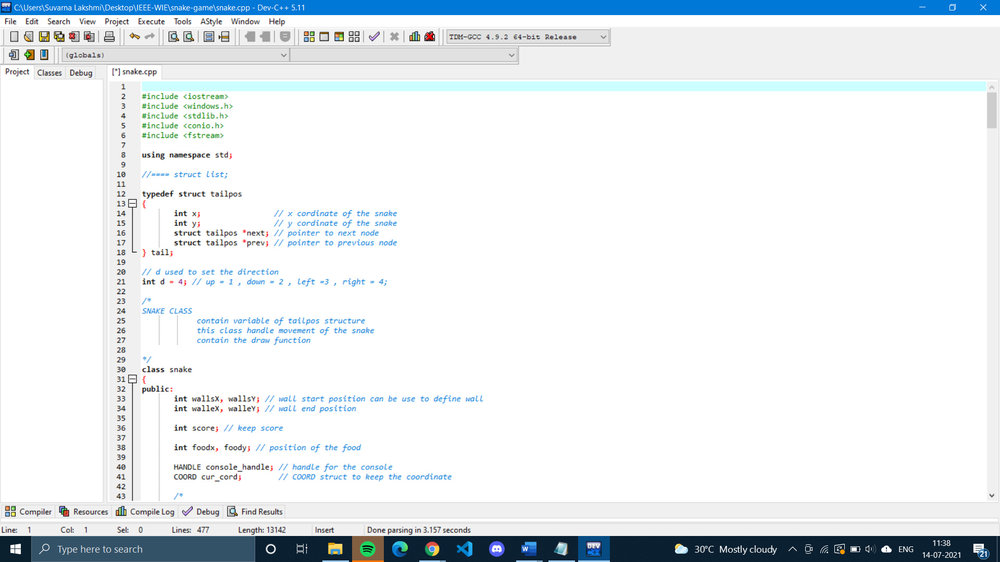 C:\Users\Suvarna Lakshmi\Desktop\IEEE-WIE\snake-game\snake.cpp - Dev-C++ 5.11
File Edit Search View Project Execute Tools AStyle Window Help
TDM-GCC 4.9.2 64-bit Release
(globals)
Project Classes Debug [*] snake.cpp
1
2 #include <iostream>
3 #include <windows.h>
4 #include <stdlib.h>
5 #include <conio.h>
6 #include <fstream>
7
8 using namespace std;
9
10 //==== struct list;
11
12 typedef struct tailpos
13 {
14 int x; // x cordinate of the snake
15 int y; // y cordinate of the snake
16 struct tailpos *next; // pointer to next node
17 struct tailpos *prev; // pointer to previous node
18 } tail;
19
20 // d used to set the direction
21 int d = 4; // up = 1 , down = 2 , left =3 , right = 4;
22
23 /*
24 SNAKE CLASS
25 contain variable of tailpos structure
26 this class handle movement of the snake
27 contain the draw function
28
29 */
30 class snake
31 {
32 public:
33 int wallsX, wallsY; // wall start position can be use to define wall
34 int walleX, walleY; // wall end position
35
36 int score; // keep score
37
38 int foodx, foody; // position of the food
39
40 HANDLE console_handle; // handle for the console
41 COORD cur_cord; // COORD struct to keep the coordinate
42
43 /*
Compiler Resources Compile Log Debug Find Results
Line: 1 Col: 1 Sel: 0 Lines: 477 Length: 13142 Insert Done parsing in 3.157 seconds
Type here to search
30°C Mostly cloudy
ENG
11:38
14-07-2021
21
DEV
C++